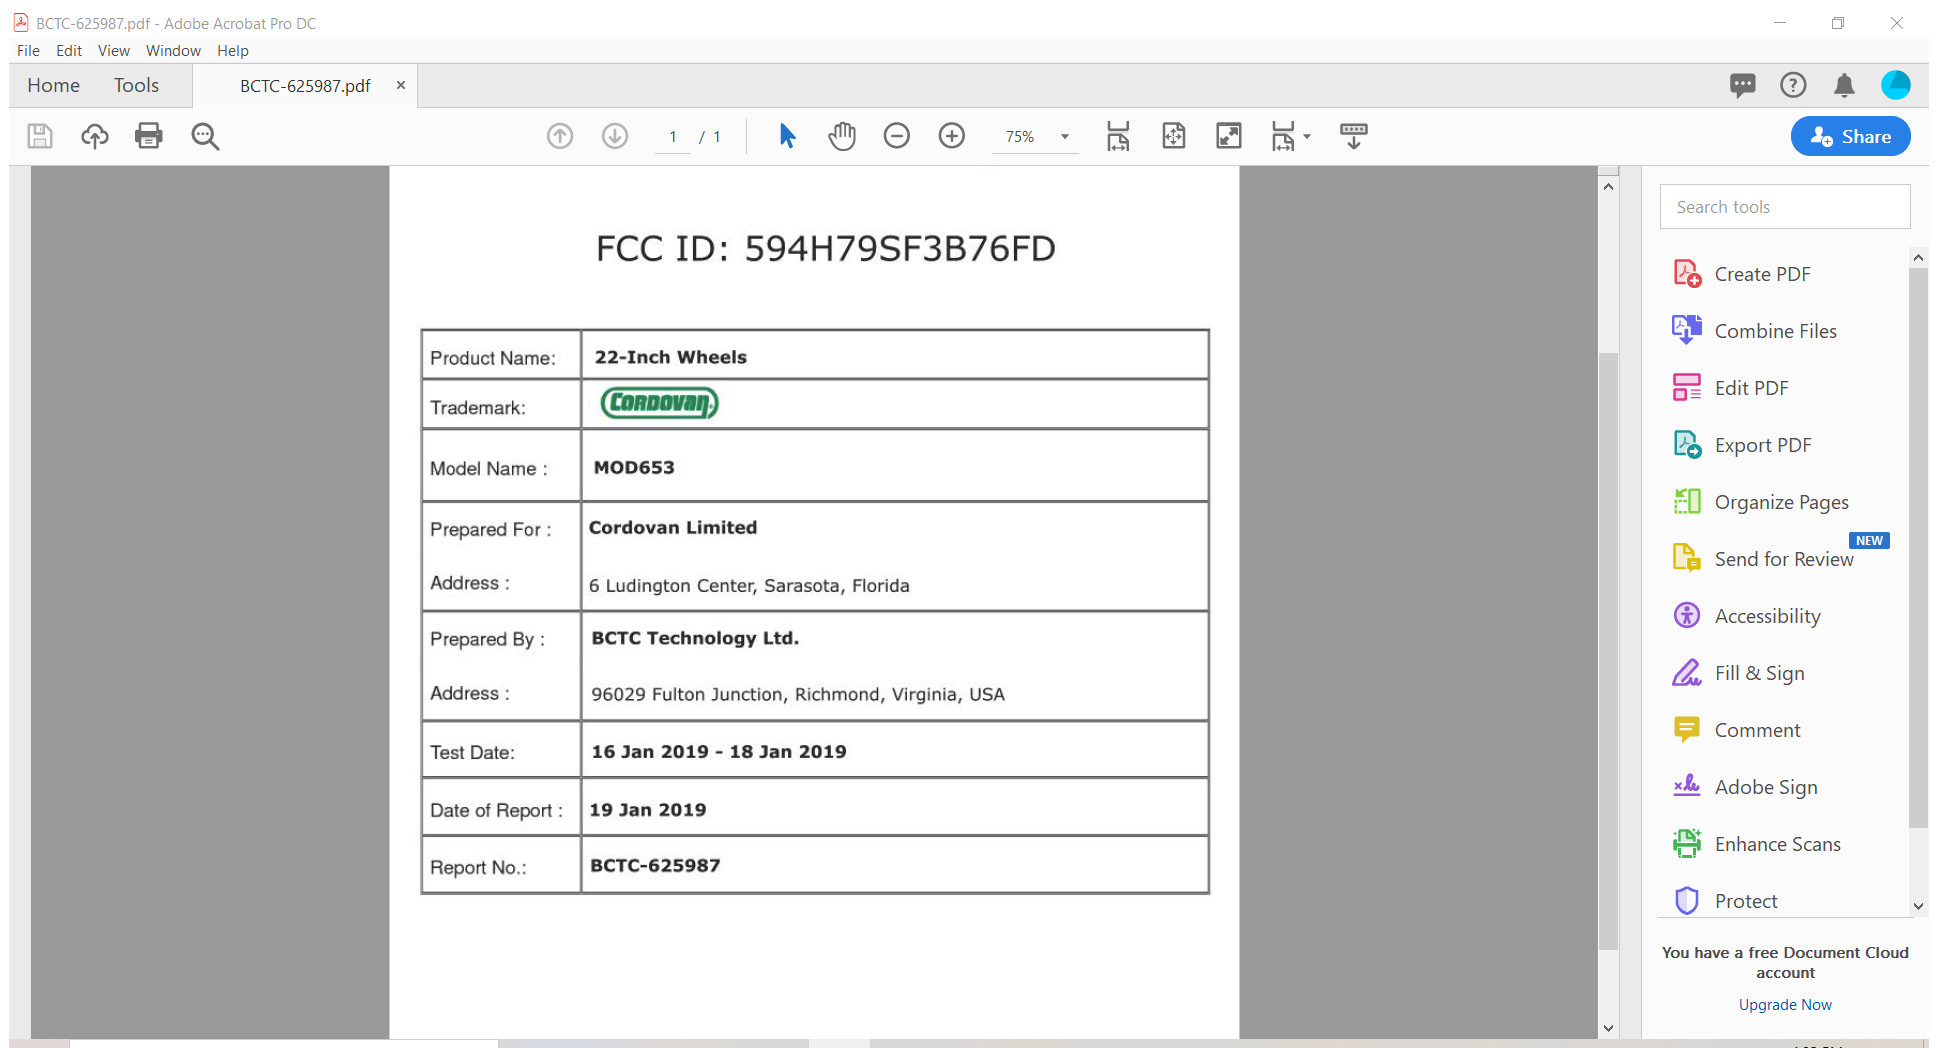 BCTC-625987.pdf - Adobe Acrobat Pro DC
File Edit View Window Help
Home Tools BCTC-625987.pdf ×
1 / 1 75% Share
FCC ID: 594H79SF3B76FD
Product Name: 22-Inch Wheels
Trademark: CORDOVAN
Model Name : MOD653
Prepared For : Cordovan Limited
Address : 6 Ludington Center, Sarasota, Florida
Prepared By : BCTC Technology Ltd.
Address : 96029 Fulton Junction, Richmond, Virginia, USA
Test Date: 16 Jan 2019 - 18 Jan 2019
Date of Report : 19 Jan 2019
Report No.: BCTC-625987
Search tools
Create PDF
Combine Files
Edit PDF
Export PDF
Organize Pages
NEW
Send for Review
Accessibility
Fill & Sign
Comment
Adobe Sign
Enhance Scans
Protect
You have a free Document Cloud
account
Upgrade Now